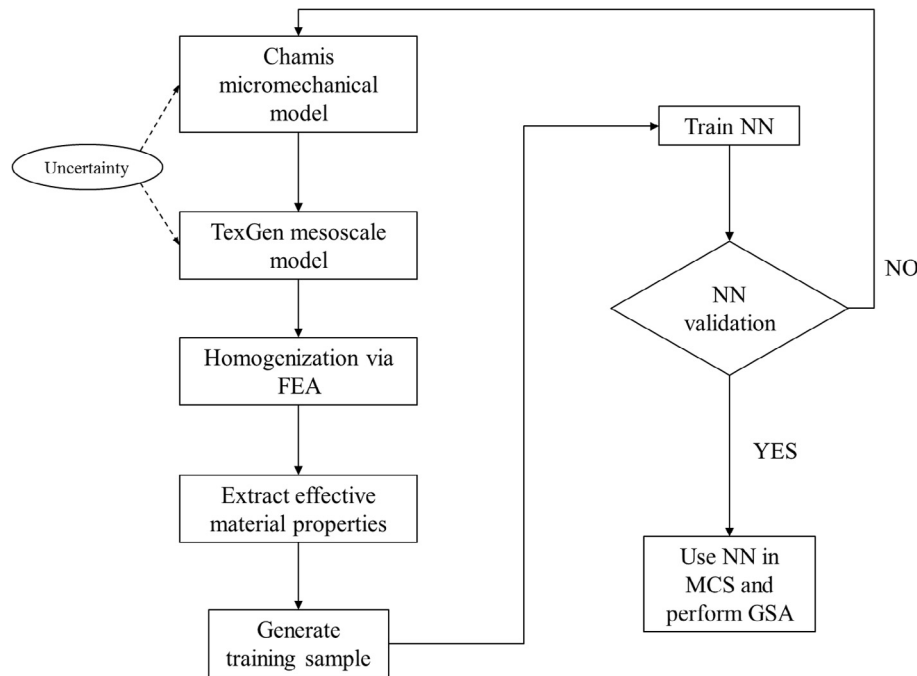 Chamis
micromechanical
model
Uncertainty
TexGen mesoscale
model
Homogenization via
FEA
Extract effective
material properties
Generate
training sample
Train NN
NN
validation
NO
YES
Use NN in
MCS and
perform GSA